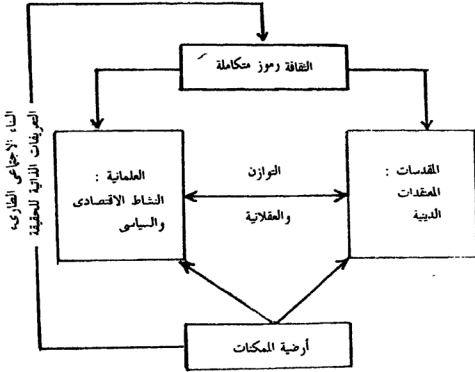 الثقافة رموز متكاملة
المقدسات :
المعتقدات
الدينية
التوازن
والعقلانية
العلمانية :
النشاط الاقتصادى
والسياسى
أرضية الممكنات
البناء الاجتماعى الطارىء
التعريفات الذاتية للحقيقة